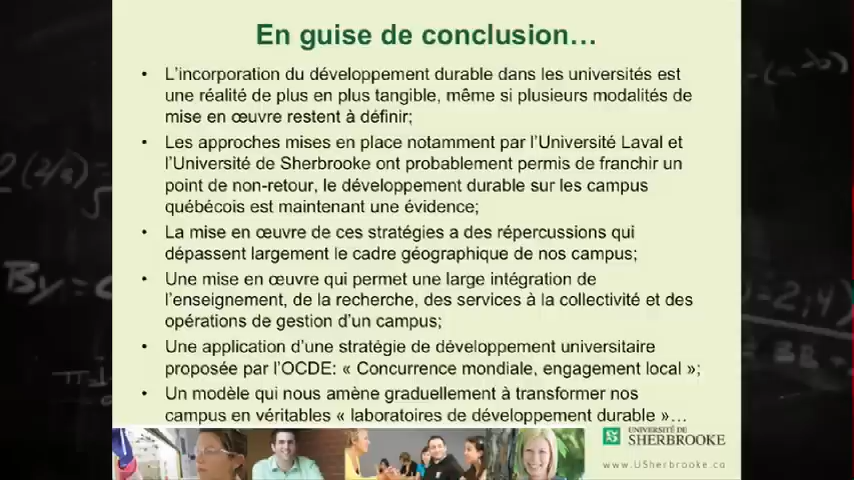 En guise de conclusion…
• L'incorporation du développement durable dans les universités est
une réalité de plus en plus tangible, même si plusieurs modalités de
mise en œuvre restent à définir;
• Les approches mises en place notamment par l'Université Laval et
l'Université de Sherbrooke ont probablement permis de franchir un
point de non-retour, le développement durable sur les campus
québécois est maintenant une évidence;
• La mise en œuvre de ces stratégies a des répercussions qui
dépassent largement le cadre géographique de nos campus;
• Une mise en œuvre qui permet une large intégration de
l'enseignement, de la recherche, des services à la collectivité et des
opérations de gestion d'un campus;
• Une application d'une stratégie de développement universitaire
proposée par l'OCDE: « Concurrence mondiale, engagement local »;
• Un modèle qui nous amène graduellement à transformer nos
campus en véritables « laboratoires de développement durable »…
UNIVERSITÉ DE
SHERBROOKE
www.USherbrooke.ca